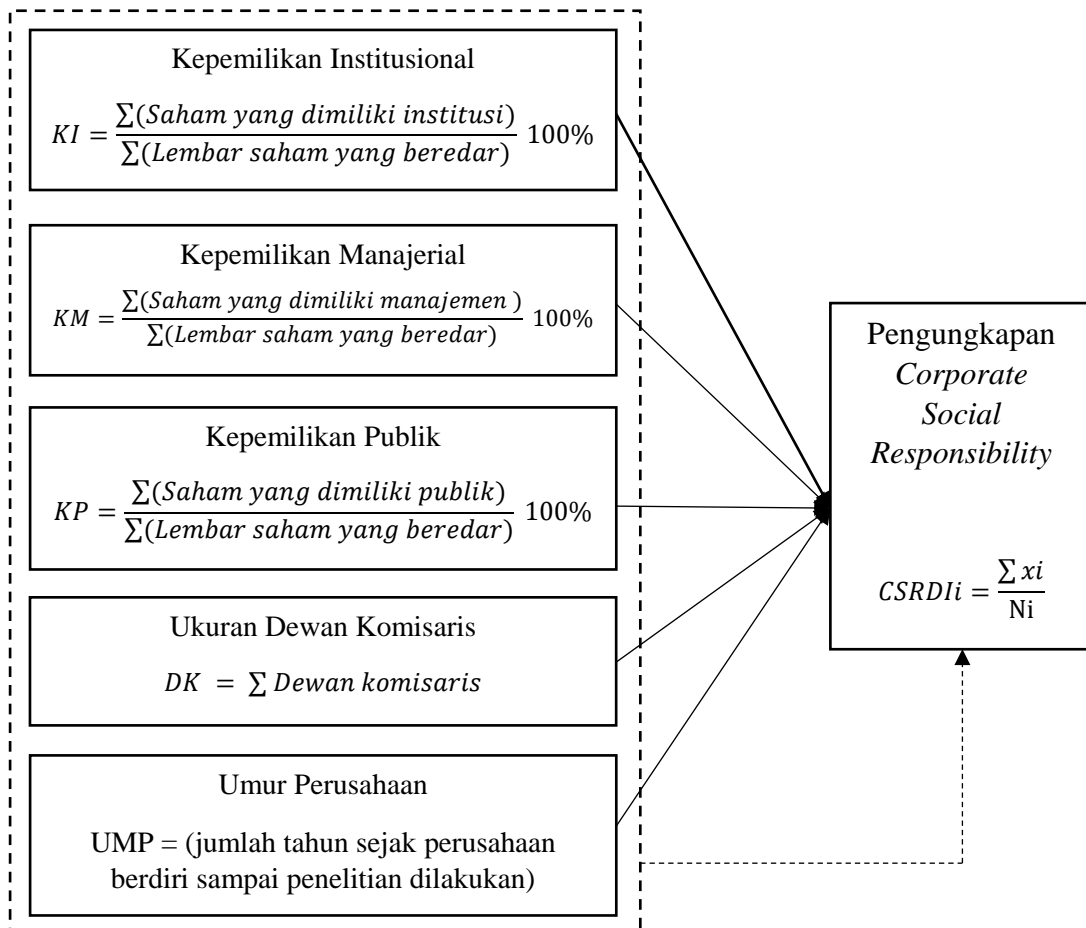 Kepemilikan Institusional
KI = ∑(Saham yang dimiliki institusi) / ∑(Lembar saham yang beredar) 100%
Kepemilikan Manajerial
KM = ∑(Saham yang dimiliki manajemen ) / ∑(Lembar saham yang beredar) 100%
Kepemilikan Publik
KP = ∑(Saham yang dimiliki publik) / ∑(Lembar saham yang beredar) 100%
Ukuran Dewan Komisaris
DK = ∑ Dewan komisaris
Umur Perusahaan
UMP = (jumlah tahun sejak perusahaan
berdiri sampai penelitian dilakukan)
Pengungkapan
Corporate
Social
Responsibility
CSRDIi = ∑ xi / Ni